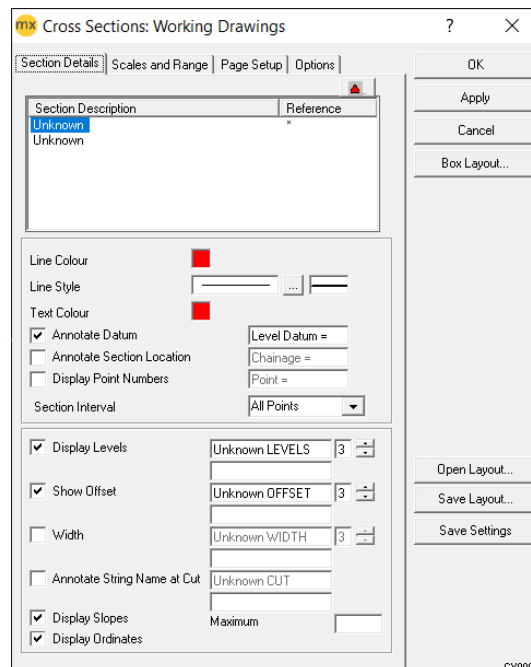 mx Cross Sections: Working Drawings ? X
Section Details Scales and Range Page Setup Options
OK
Apply
Cancel
Box Layout...
Section Description Reference
Unknown *
Unknown
Line Colour
Line Style ...
Text Colour
Annotate Datum Level Datum =
Annotate Section Location Chainage =
Display Point Numbers Point =
Section Interval All Points
Display Levels Unknown LEVELS 3
Show Offset Unknown OFFSET 3
Width Unknown WIDTH 3
Annotate String Name at Cut Unknown CUT
Display Slopes Maximum
Display Ordinates
Open Layout...
Save Layout...
Save Settings